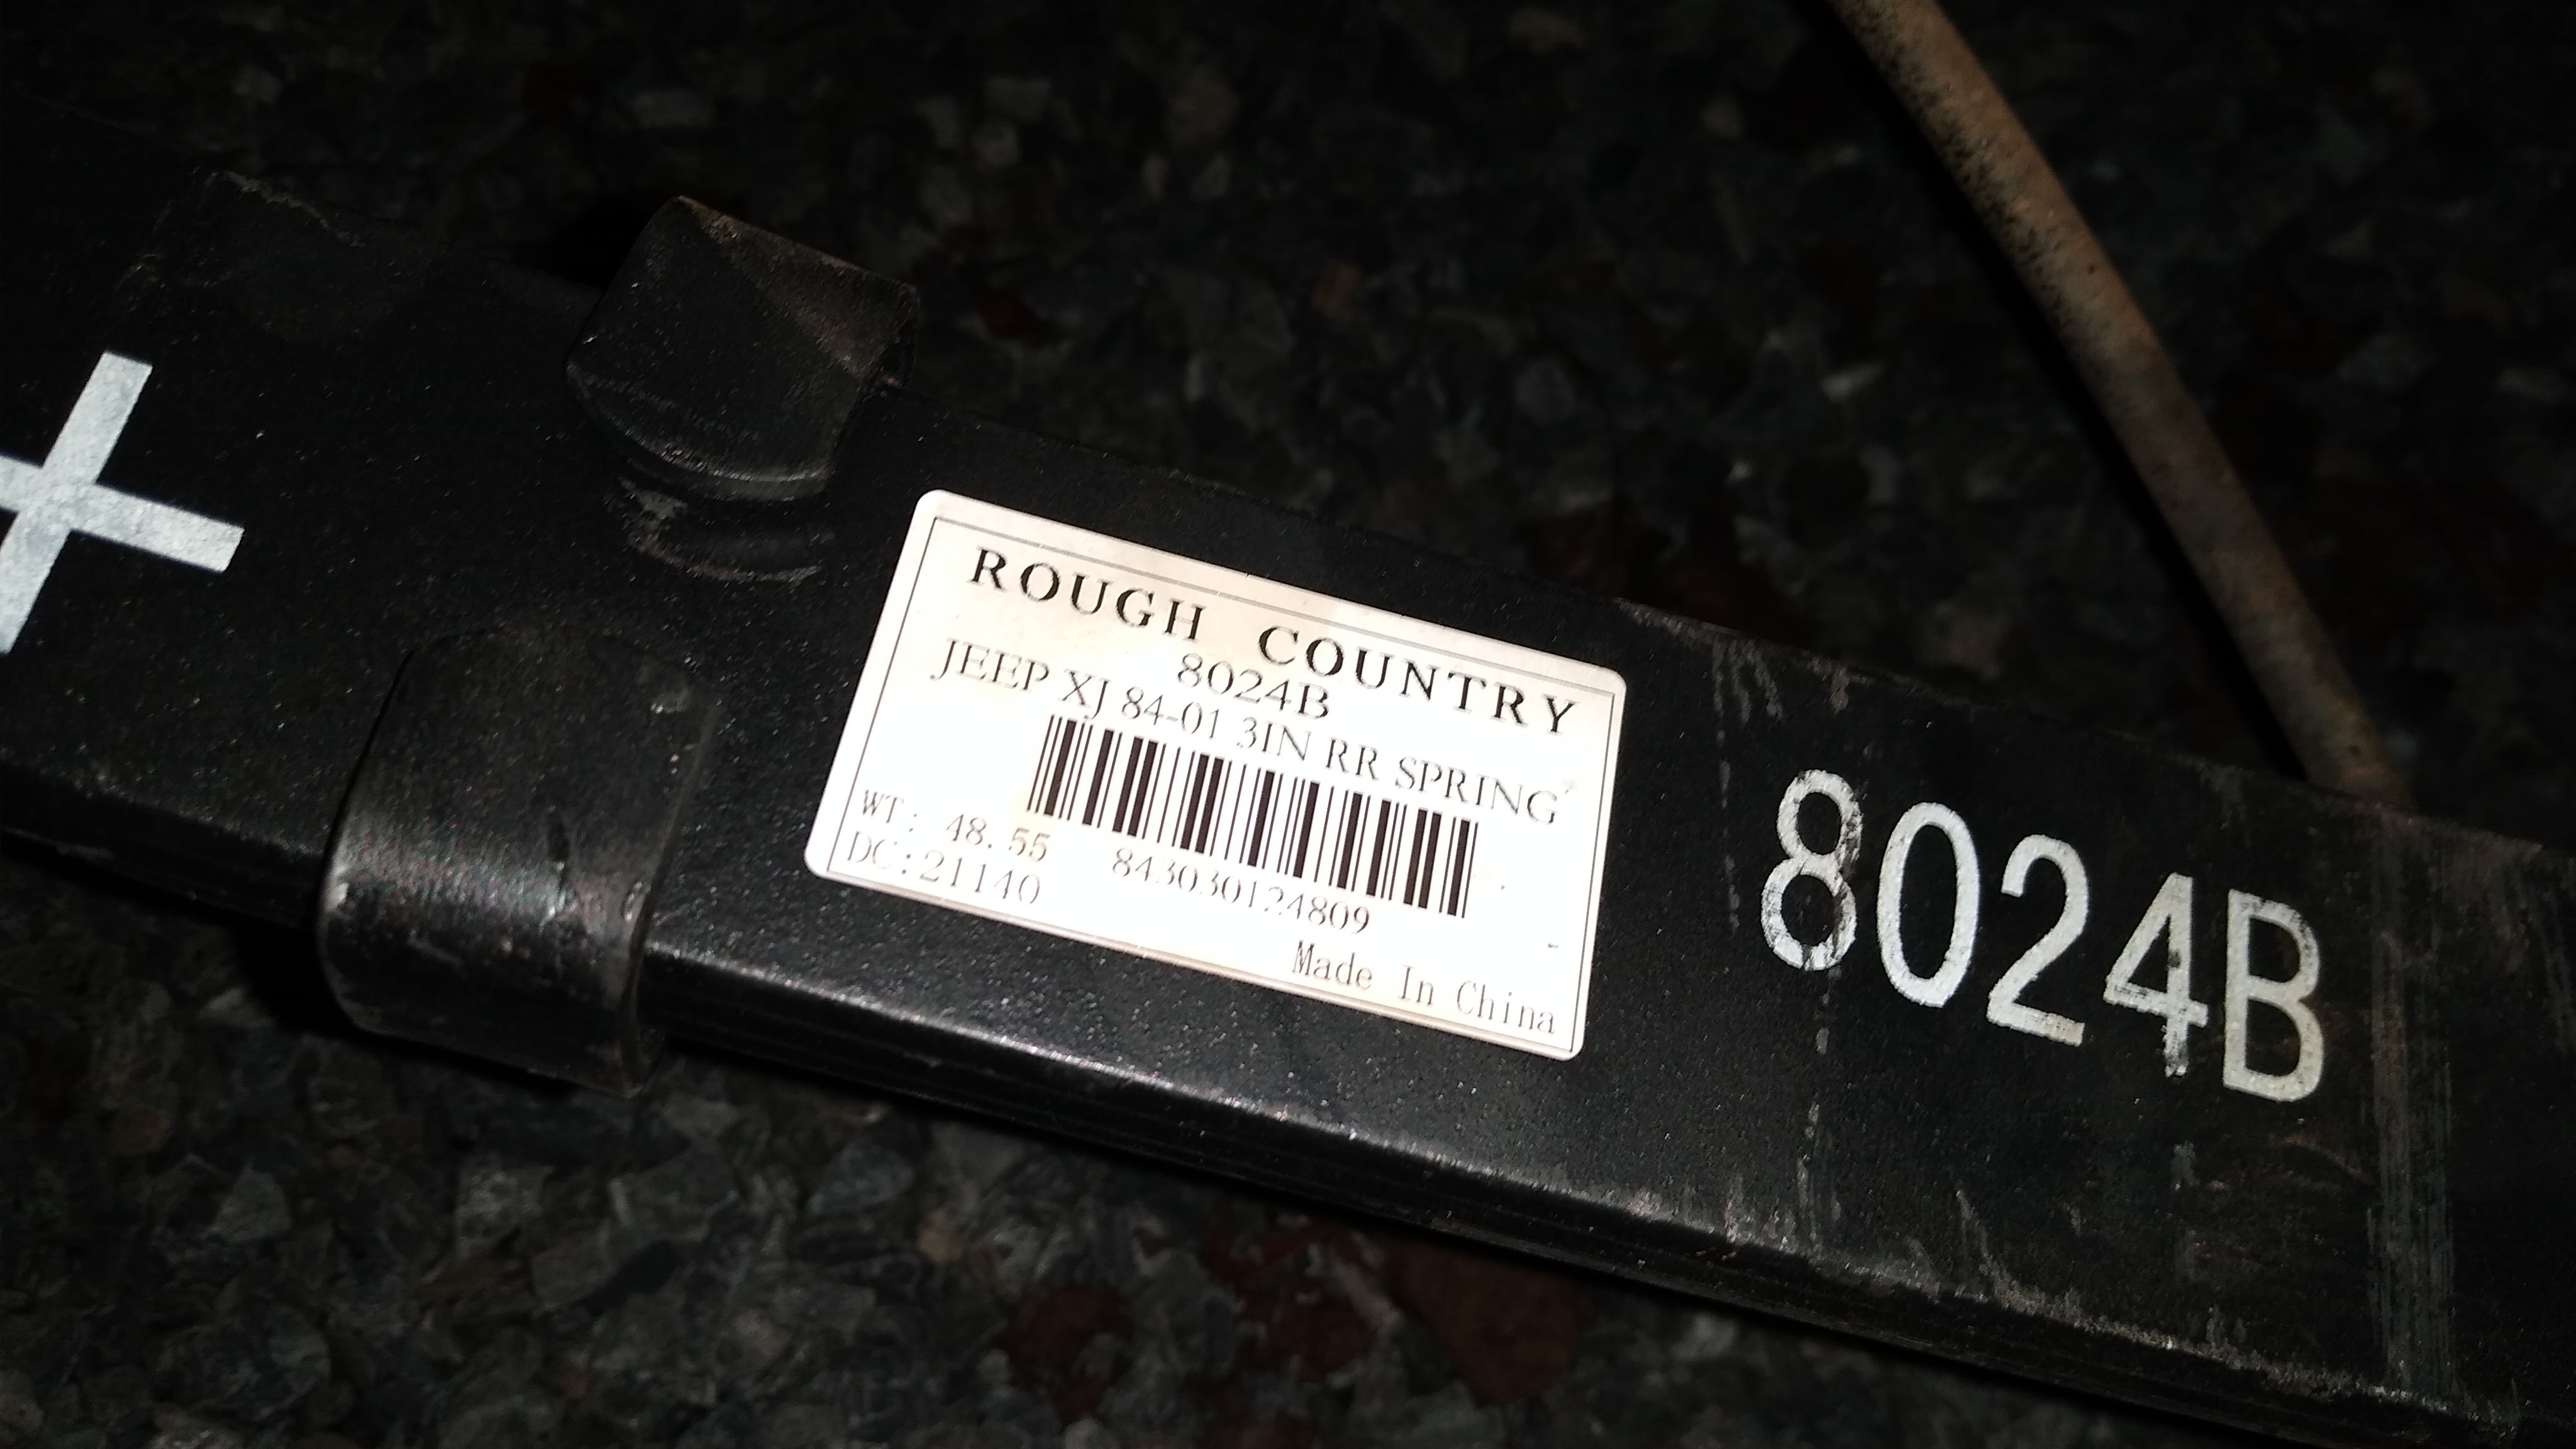 ROUGH COUNTRY
8024B
JEEP XJ 84-01 3IN RR SPRING
WT: 48.55
DC:21140
843030124809
Made In China
8024B